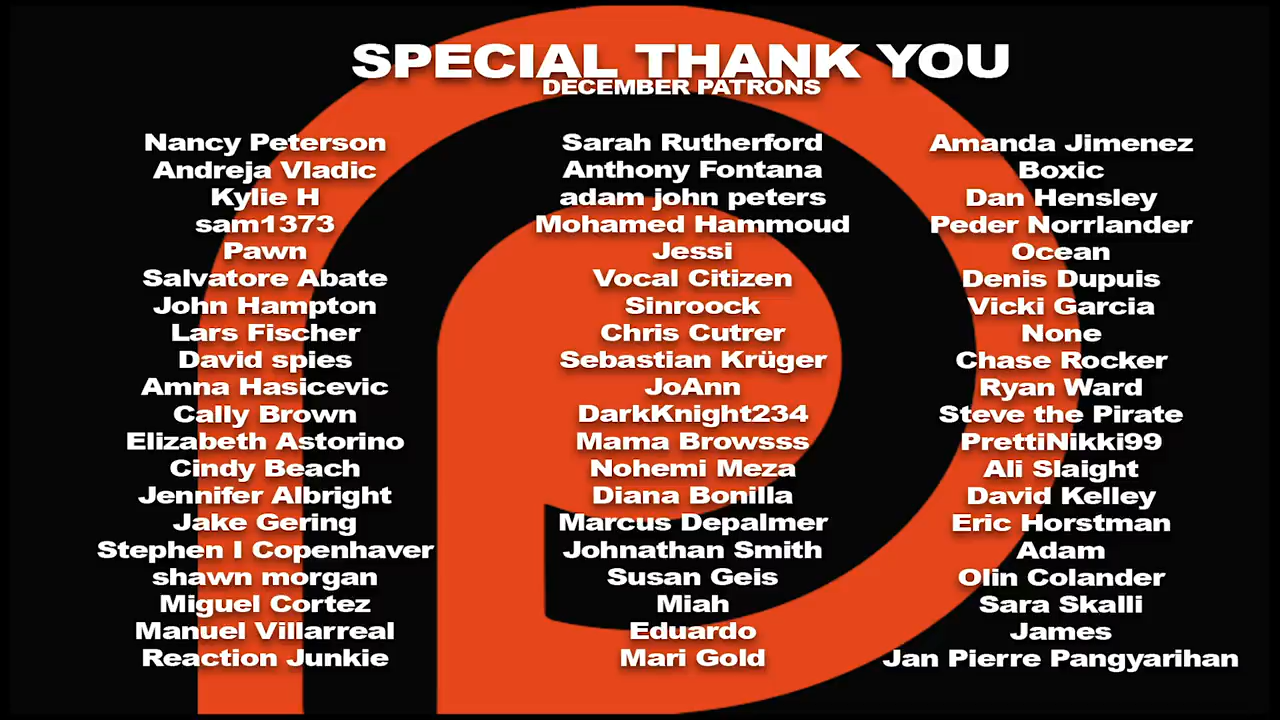 SPECIAL THANK YOU
DECEMBER PATRONS
Nancy Peterson
Andreja Vladic
Kylie H
sam1373
Pawn
Salvatore Abate
John Hampton
Lars Fischer
David spies
Amna Hasicevic
Cally Brown
Elizabeth Astorino
Cindy Beach
Jennifer Albright
Jake Gering
Stephen I Copenhaver
shawn morgan
Miguel Cortez
Manuel Villarreal
Reaction Junkie
Sarah Rutherford
Anthony Fontana
adam john peters
Mohamed Hammoud
Jessi
Vocal Citizen
Sinroock
Chris Cutrer
Sebastian Krüger
JoAnn
DarkKnight234
Mama Browsss
Nohemi Meza
Diana Bonilla
Marcus Depalmer
Johnathan Smith
Susan Geis
Miah
Eduardo
Mari Gold
Amanda Jimenez
Boxic
Dan Hensley
Peder Norrlander
Ocean
Denis Dupuis
Vicki Garcia
None
Chase Rocker
Ryan Ward
Steve the Pirate
PrettiNikki99
Ali Slaight
David Kelley
Eric Horstman
Adam
Olin Colander
Sara Skalli
James
Jan Pierre Pangyarihan